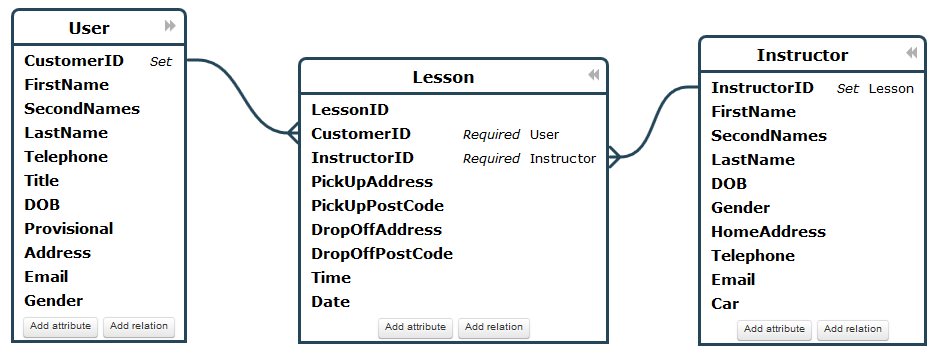 User
CustomerID Set
FirstName
SecondNames
LastName
Telephone
Title
DOB
Provisional
Address
Email
Gender
Add attribute Add relation
Lesson
LessonID
CustomerID Required User
InstructorID Required Instructor
PickUpAddress
PickUpPostCode
DropOffAddress
DropOffPostCode
Time
Date
Add attribute Add relation
Instructor
InstructorID Set Lesson
FirstName
SecondNames
LastName
DOB
Gender
HomeAddress
Telephone
Email
Car
Add attribute Add relation